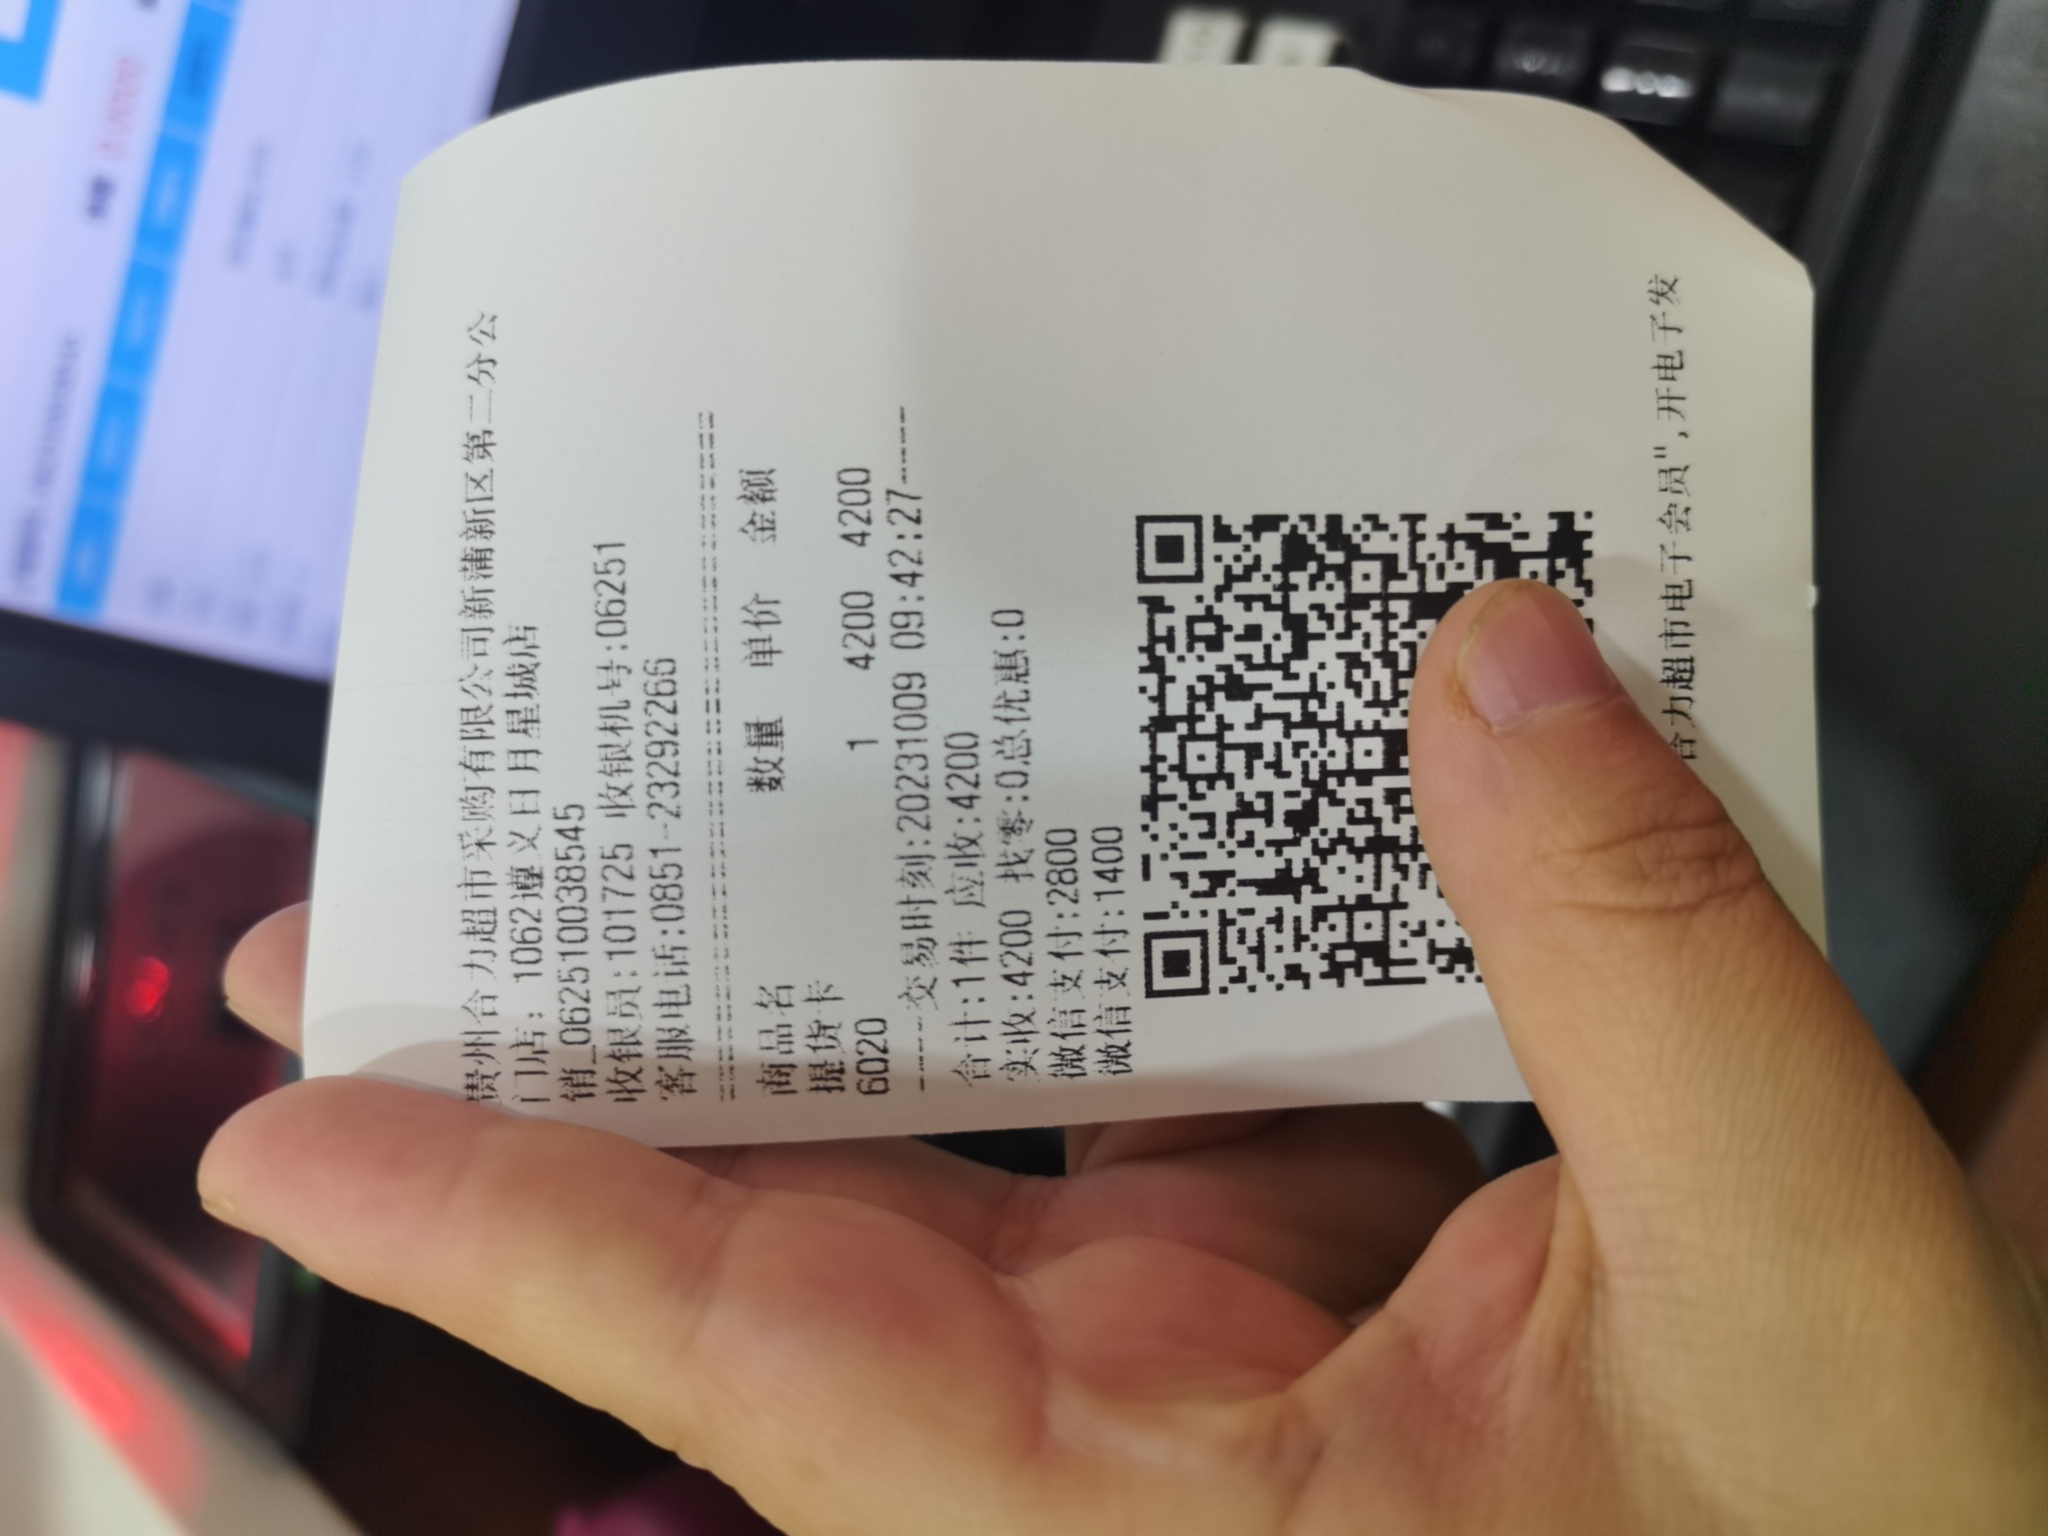 贵州合力超市采购有限公司新蒲新区第二分公
门店: 1062遵义日月星城店
销_062510038545
收银员:101725 收银机号:06251
客服电话:0851-23292266
商品名 数量 单价 金额
提货卡
6020 1 4200 4200
------交易时刻:20231009 09:42:27------
合计:1件 应收:4200
实收:4200 找零:0总优惠:0
微信支付:2800
微信支付:1400
合力超市电子会员",开电子发